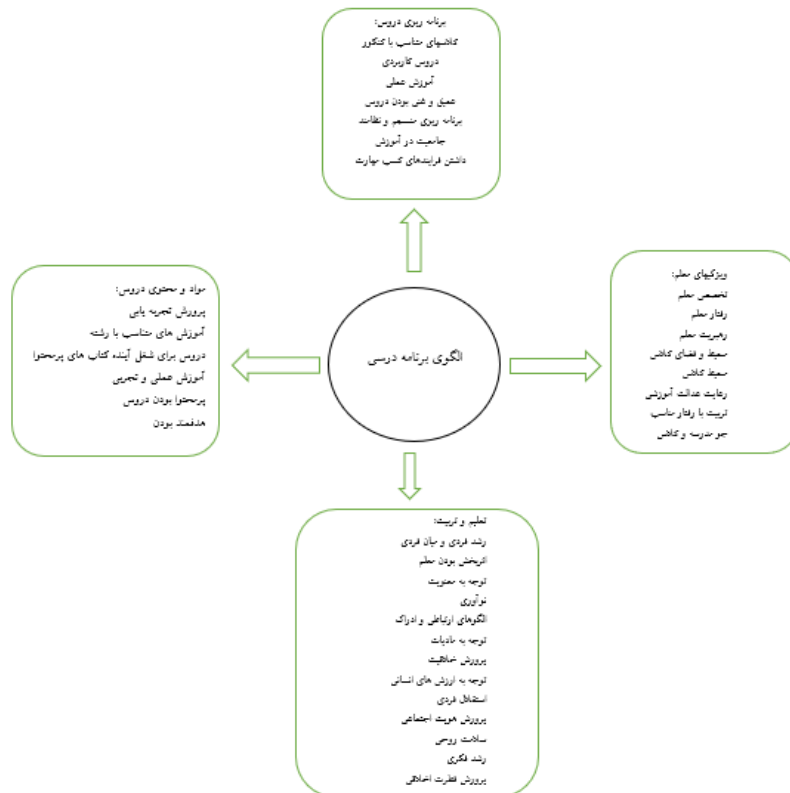 برنامه ریزی دروس:
کلاسهای متناسب با کنکور
دروس کاربردی
آموزش عملی
عمیق و غنی بودن دروس
برنامه ریزی منسجم و نظامند
جامعیت در آموزش
داشتن فرایندهای کسب مهارت
ویژگیهای معلم:
تخصص معلم
رفتار معلم
رهبریت معلم
محیط و فضای کلاس
محیط کلاس
رعایت عدالت آموزشی
تربیت با رفتار مناسب
جو مدرسه و کلاس
الگوی برنامه درسی
مواد و محتوی دروس:
پرورش تجربه یابی
آموزش های متناسب با رشته
دروس برای شغل آینده کتاب های پرمحتوا
آموزش عملی و تجربی
پرمحتوا بودن دروس
هدفمند بودن
تعلیم و تربیت:
رشد فردی و میان فردی
اثربخش بودن معلم
توجه به معنویت
نوآوری
الگوهای ارتباطی و ادراک
توجه به مادیات
پرورش خلاقیت
توجه به ارزش های انسانی
استقلال فردی
پرورش هویت اجتماعی
سلامت روحی
رشد فکری
پرورش فطرت اخلاقی